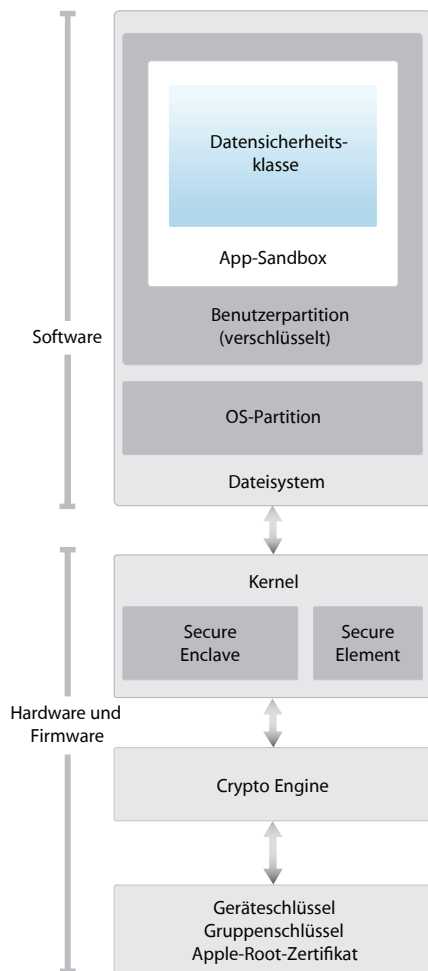 Datensicherheits-
klasse
App-Sandbox
Benutzerpartition
(verschlüsselt)
Software
OS-Partition
Dateisystem
Kernel
Secure
Enclave
Secure
Element
Hardware und
Firmware
Crypto Engine
Geräteschlüssel
Gruppenschlüssel
Apple-Root-Zertifikat